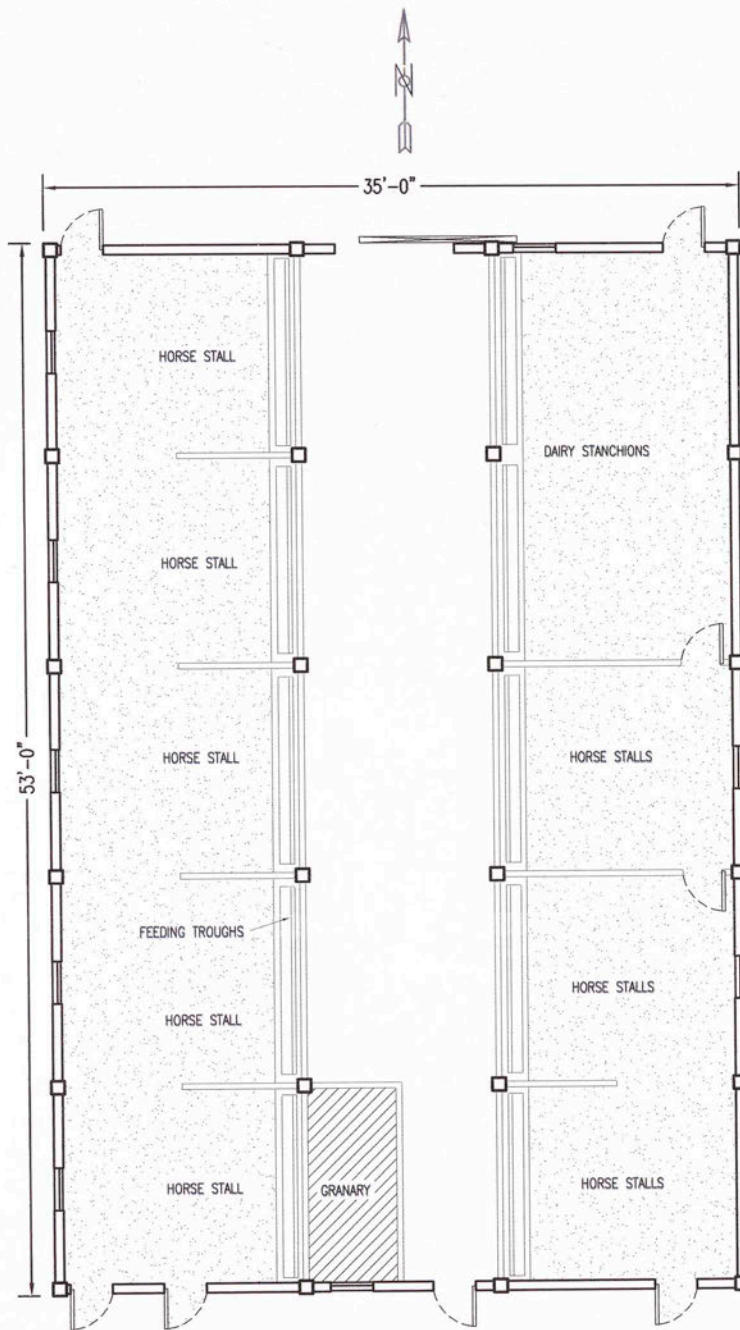 N
35'-0"
HORSE STALL
DAIRY STANCHIONS
HORSE STALL
HORSE STALL
HORSE STALLS
53'-0"
FEEDING TROUGHS
HORSE STALLS
HORSE STALL
HORSE STALL
GRANARY
HORSE STALLS